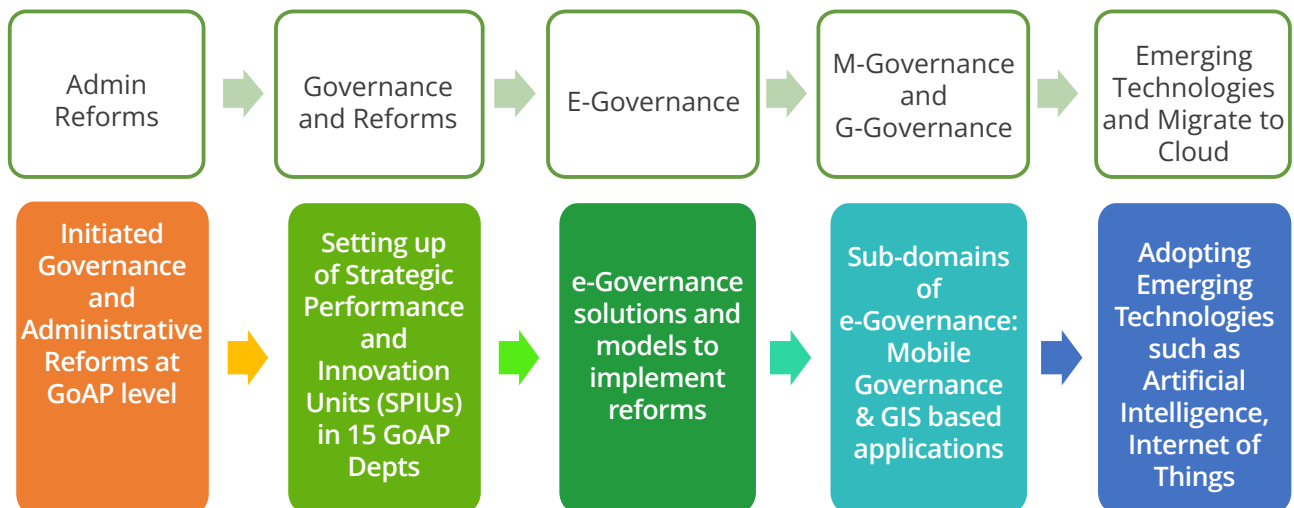 Admin
Reforms
Governance
and Reforms
E-Governance
M-Governance
and
G-Governance
Emerging
Technologies
and Migrate to
Cloud
Initiated
Governance
and
Administrative
Reforms at
GoAP level
Setting up
of Strategic
Performance
and
Innovation
Units (SPIUs)
in 15 GoAP
Depts
e-Governance
solutions and
models to
implement
reforms
Sub-domains
of
e-Governance:
Mobile
Governance
& GIS based
applications
Adopting
Emerging
Technologies
such as
Artificial
Intelligence,
Internet of
Things